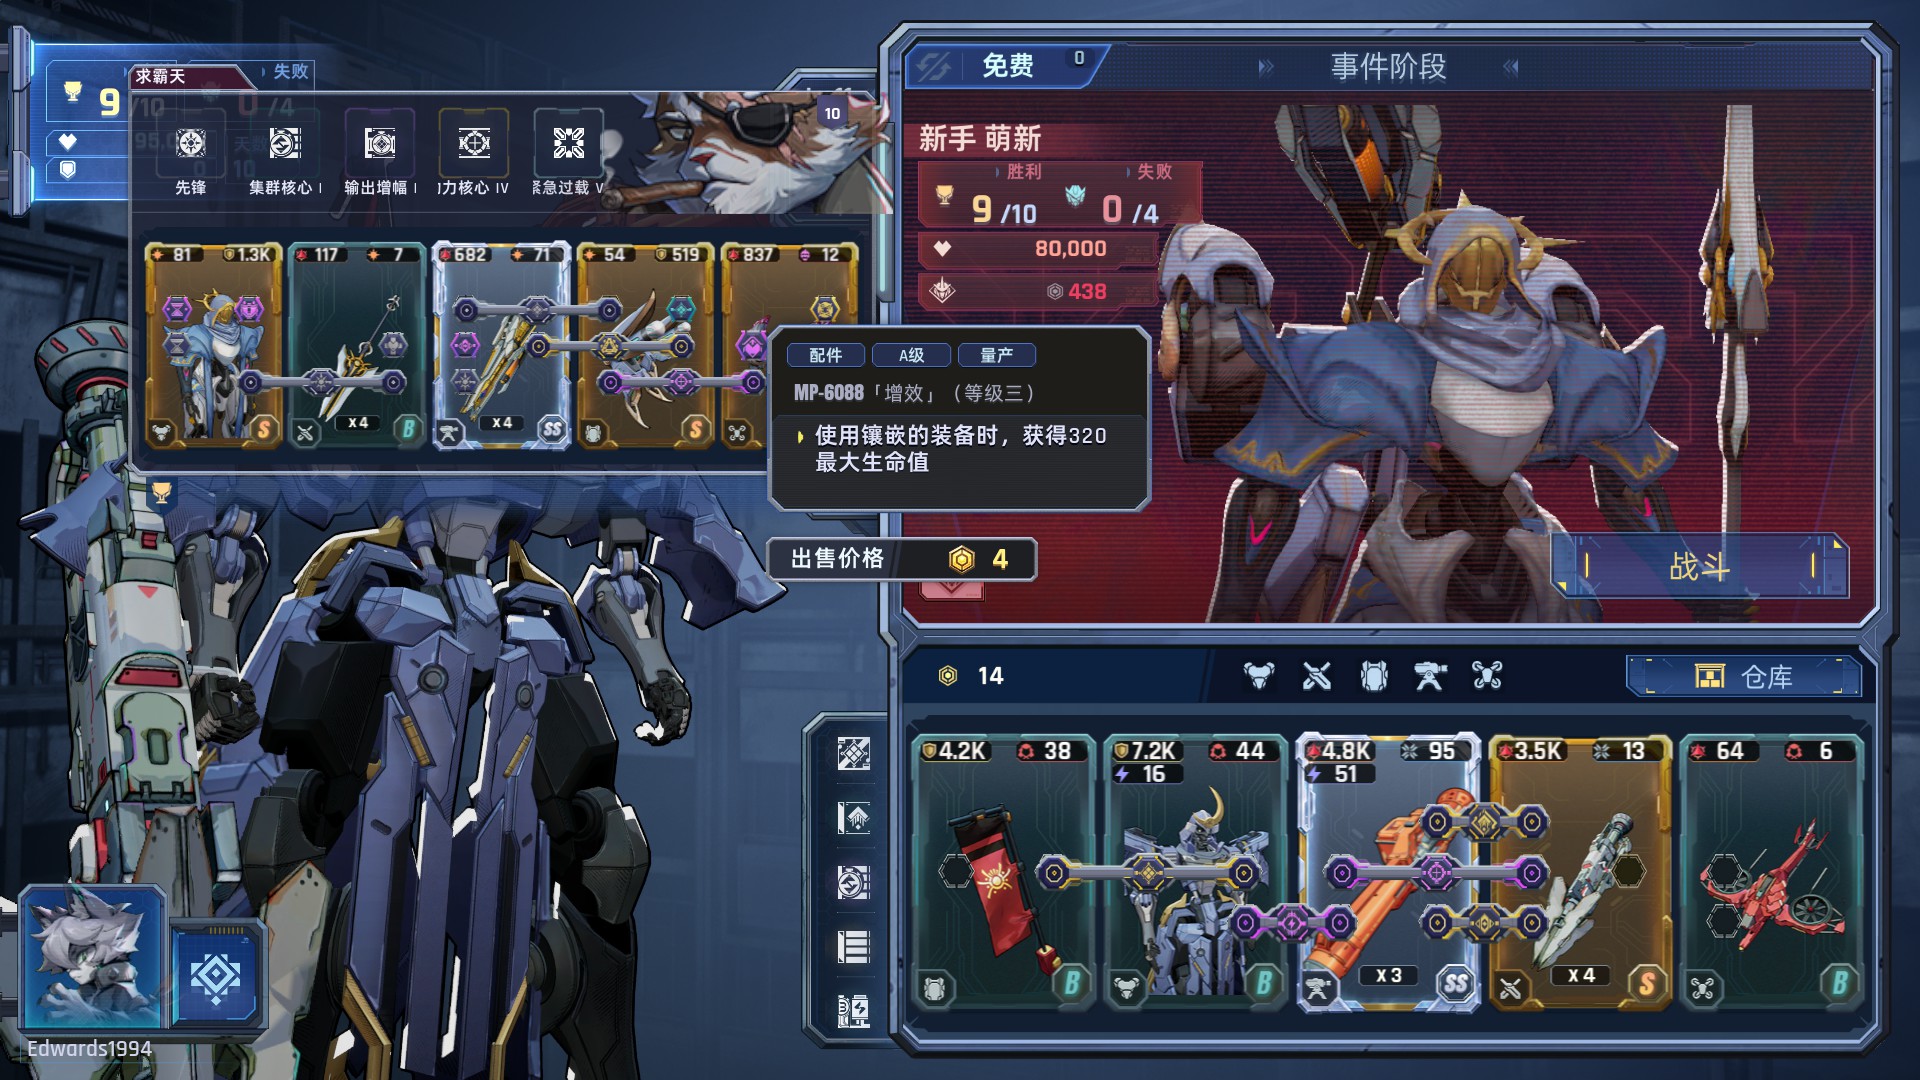 求霸天
失败
9/10
0/4
10
先锋
集群核心 I
输出增幅 I
力核心 IV
紧急过载 V
81
1.3K
117
7
682
71
54
519
837
12
S
x4
B
x4
SS
S
配件
A级
量产
MP-6088「增效」（等级三）
使用镶嵌的装备时，获得320
最大生命值
出售价格
4
免费
0
事件阶段
新手 萌新
胜利
失败
9/10
0/4
80,000
438
战斗
14
仓库
4.2K
38
7.2K
44
16
4.8K
95
51
3.5K
13
64
6
B
B
x3
SS
x4
S
B
Edwards1994